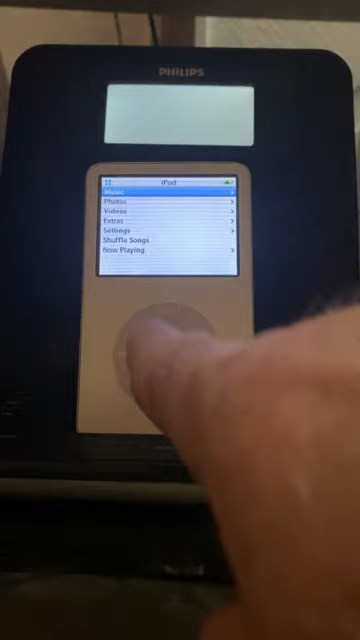 PHILIPS
iPod
Music
Photos
Videos
Extras
Settings
Shuffle Songs
Now Playing